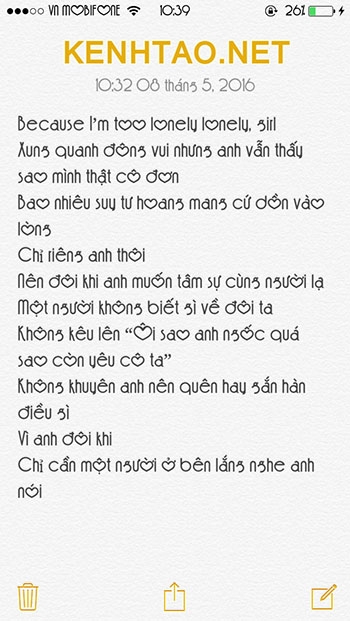 VN MOBIFONE 10:39 26%
KENHTAO.NET
10:32 08 tháng 5, 2016
Because I'm too lonely lonely, girl
Xung quanh đông vui nhưng anh vẫn thấy
sao mình thật cô đơn
Bao nhiêu suy tư hoang mang cứ dồn vào
lòng
Chỉ riêng anh thôi
Nên đôi khi anh muốn tâm sự cùng người lạ
Một người không biết gì về đôi ta
Không kêu lên “Ôi sao anh ngốc quá
sao còn yêu cô ta”
Không khuyên anh nên quên hay gắn hàn
điều gì
Vì anh đôi khi
Chỉ cần một người ở bên lắng nghe anh
nói